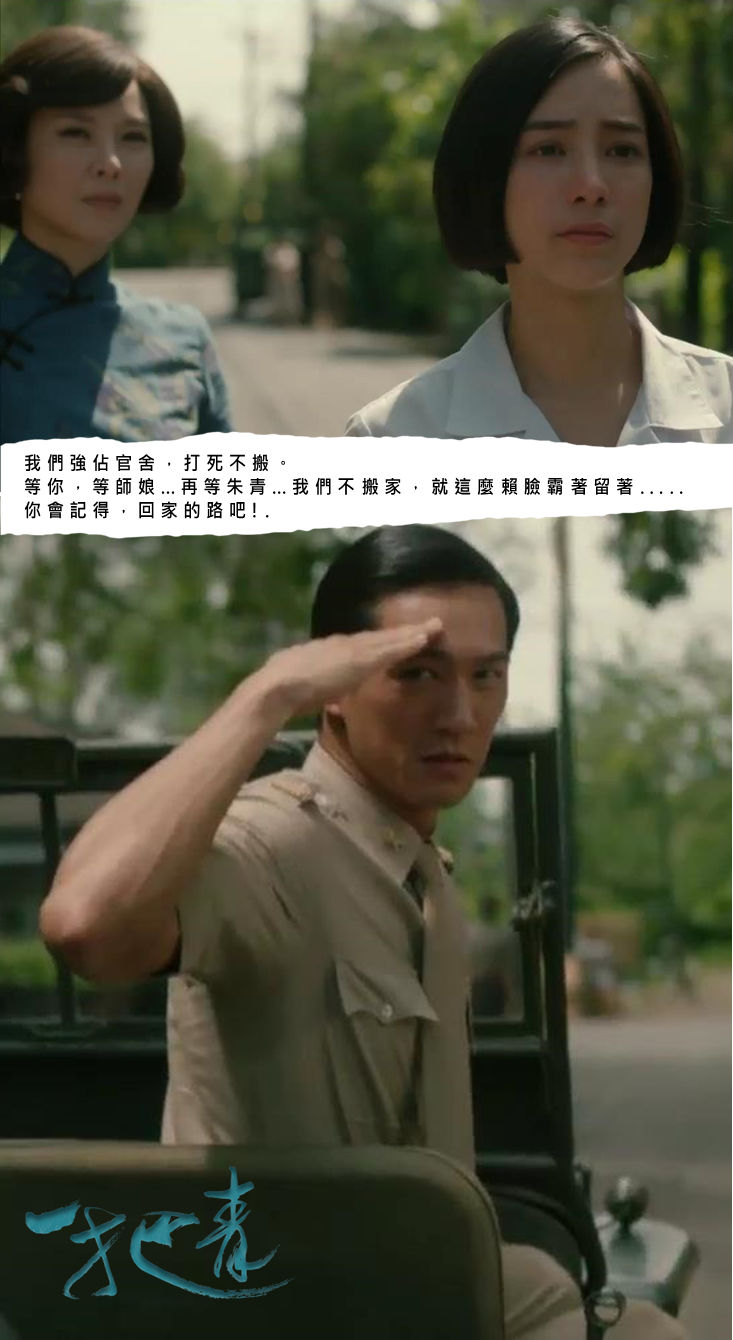 我們強佔官舍，打死不搬。
等你，等師娘...再等朱青...我們不搬家，就這麼賴臉霸著留著.....
你會記得，回家的路吧!.
一把青